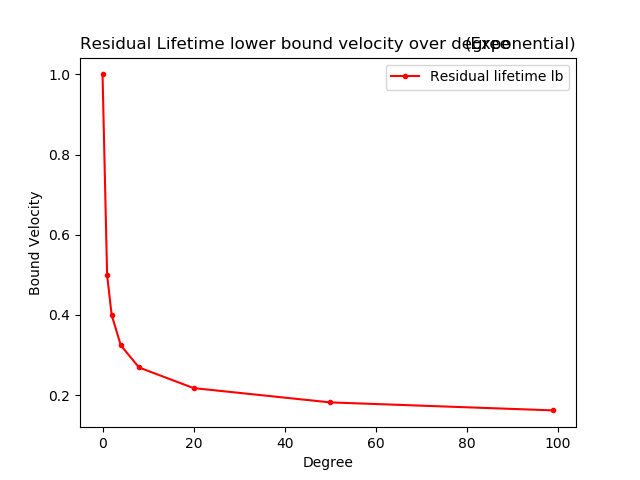 Residual Lifetime lower bound velocity over degree (Exponential)
Residual lifetime lb
1.0
0.8
0.6
0.4
0.2
Bound Velocity
0 20 40 60 80 100
Degree